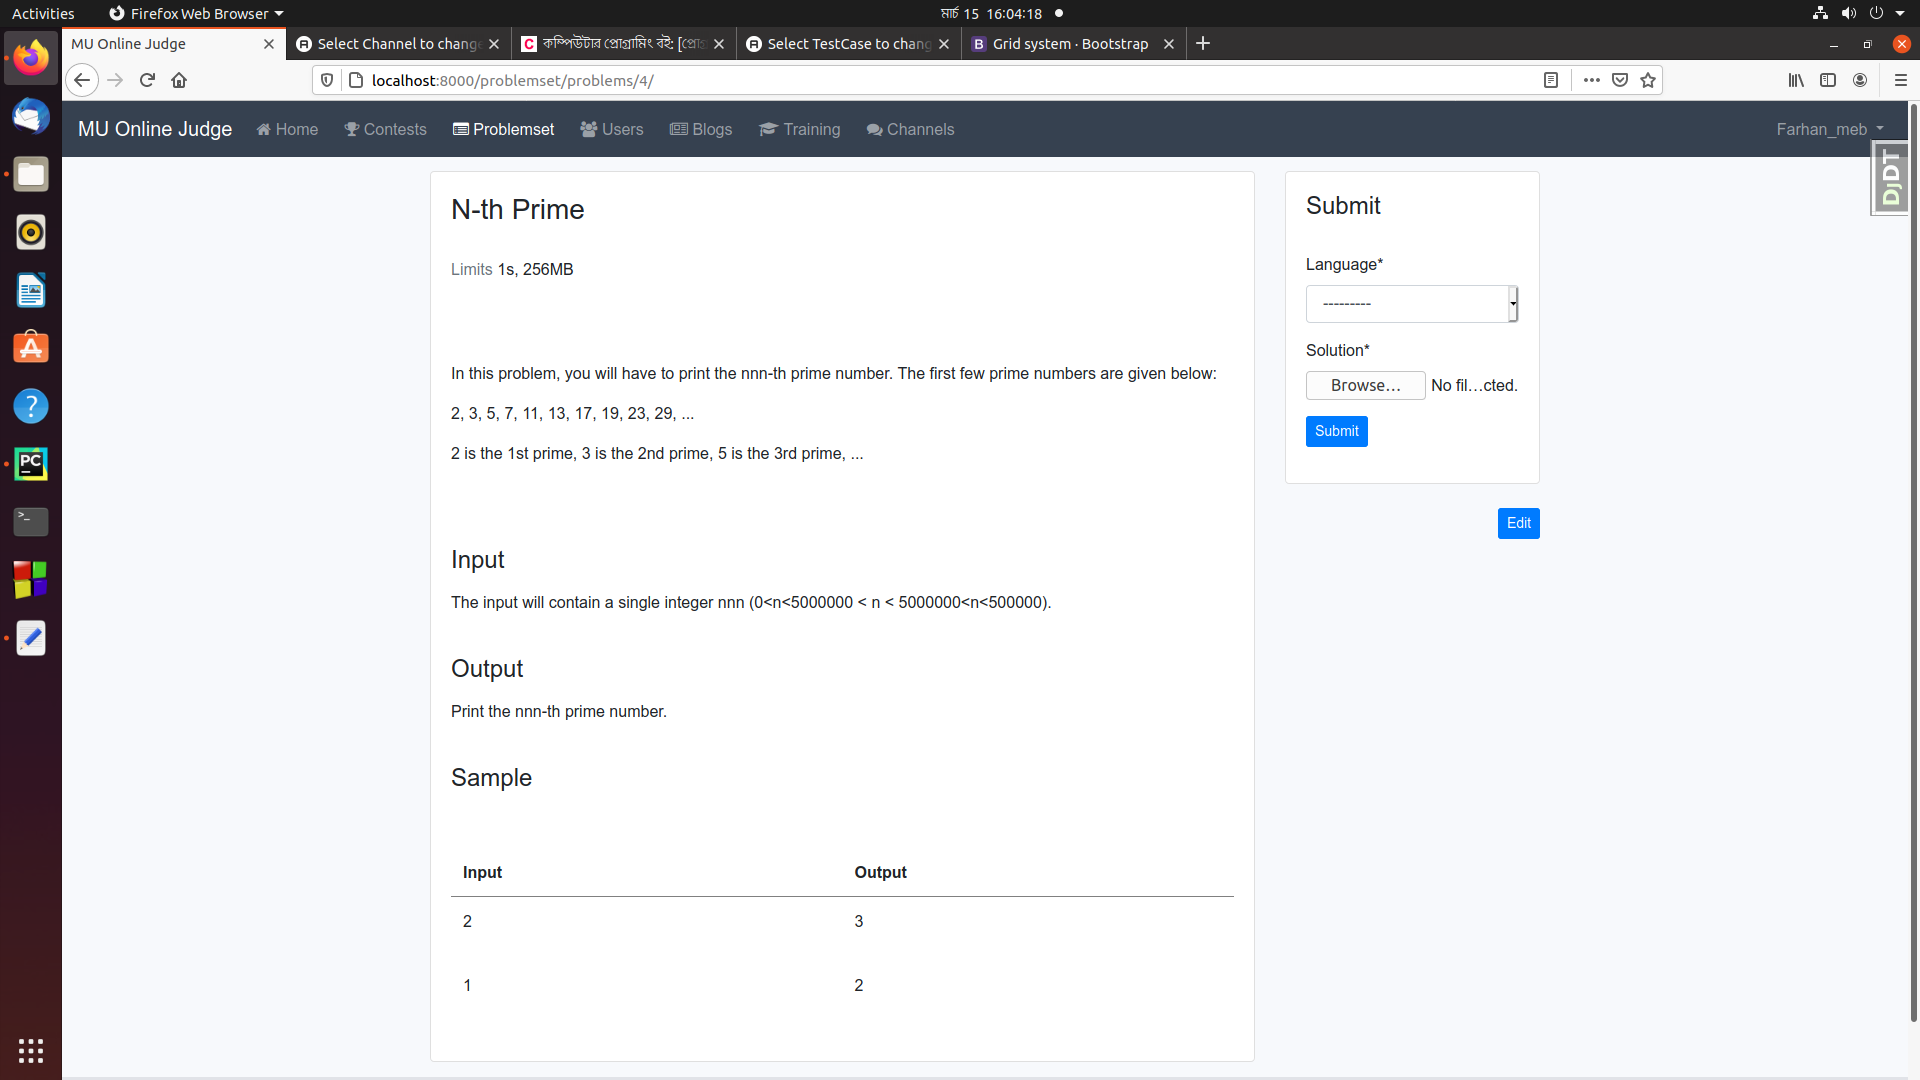 Activities Firefox Web Browser মার্চ 15 16:04:18
MU Online Judge Select Channel to change কম্পিউটার প্রোগ্রামিং বই: [প্রোগ্র Select TestCase to chang Grid system · Bootstrap
localhost:8000/problemset/problems/4/
MU Online Judge Home Contests Problemset Users Blogs Training Channels Farhan_meb
DjDT
N-th Prime
Limits 1s, 256MB
In this problem, you will have to print the nnn-th prime number. The first few prime numbers are given below:
2, 3, 5, 7, 11, 13, 17, 19, 23, 29, ...
2 is the 1st prime, 3 is the 2nd prime, 5 is the 3rd prime, ...
Input
The input will contain a single integer nnn (0<n<5000000 < n < 5000000<n<500000).
Output
Print the nnn-th prime number.
Sample
Input Output
2 3
1 2
Submit
Language*
---------
Solution*
Browse... No fil...cted.
Submit
Edit